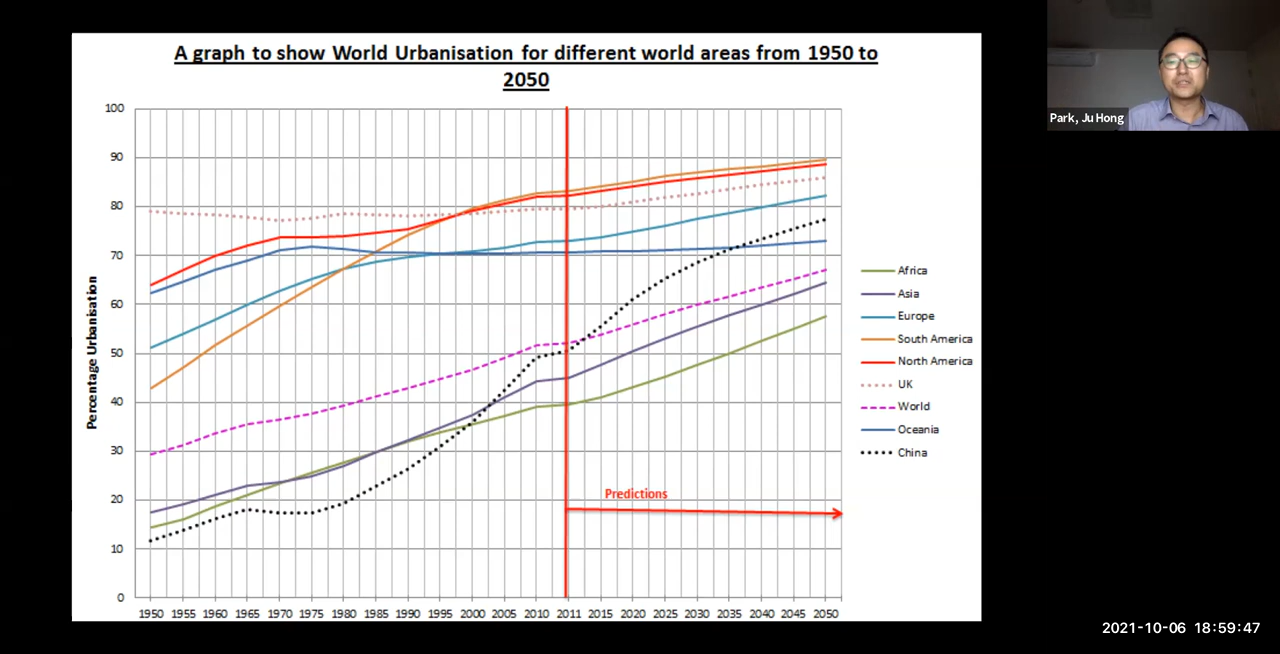 A graph to show World Urbanisation for different world areas from 1950 to
2050
Park, Ju Hong
100
90
80
70
60
50
40
30
20
10
0
Percentage Urbanisation
Africa
Asia
Europe
South America
North America
UK
World
Oceania
China
Predictions
1950 1955 1960 1965 1970 1975 1980 1985 1990 1995 2000 2005 2010 2011 2015 2020 2025 2030 2035 2040 2045 2050
2021-10-06 18:59:47